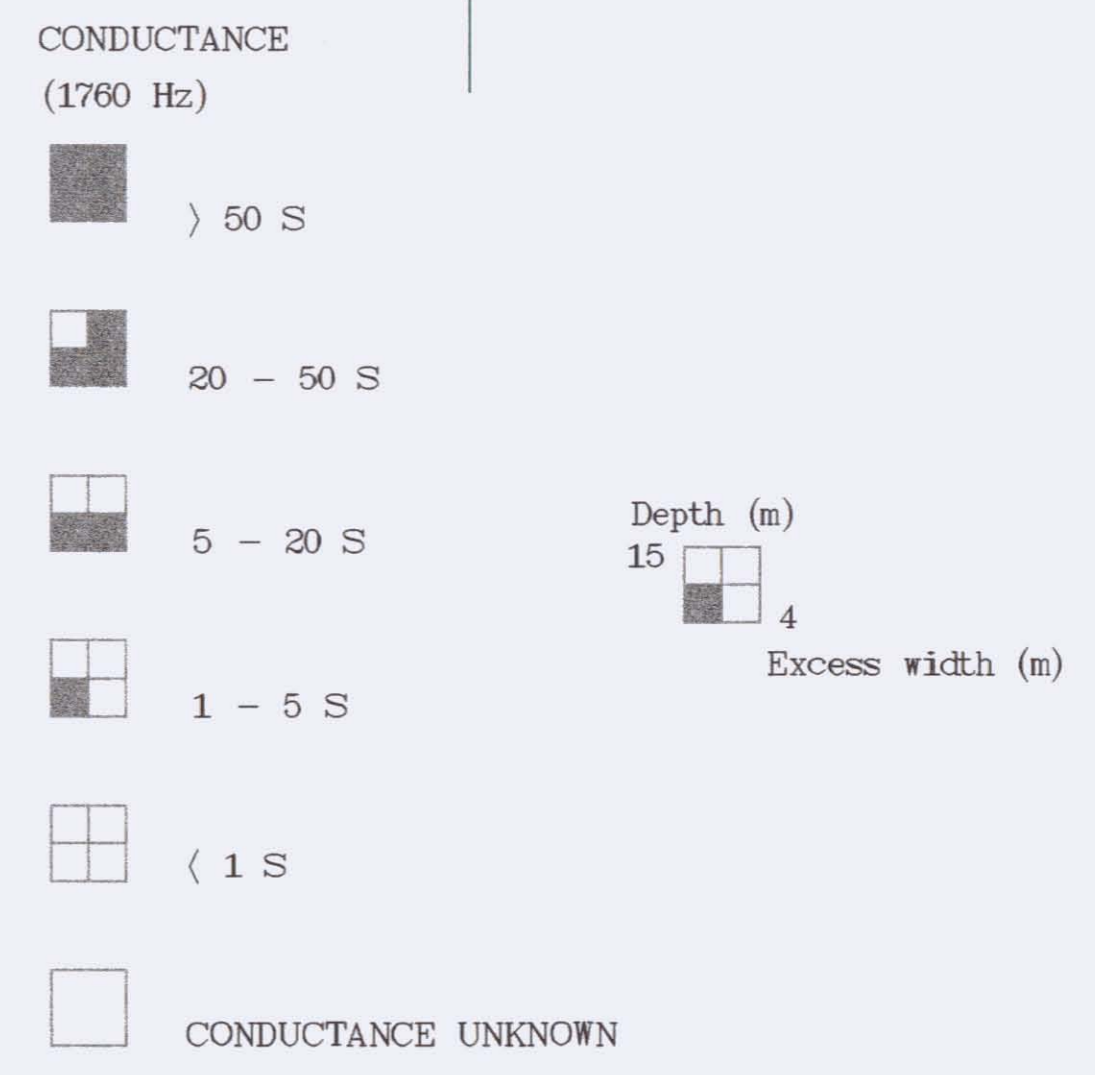 CONDUCTANCE
(1760 Hz)
> 50 S
20 - 50 S
5 - 20 S
1 - 5 S
< 1 S
CONDUCTANCE UNKNOWN
Depth (m)
15
4
Excess width (m)